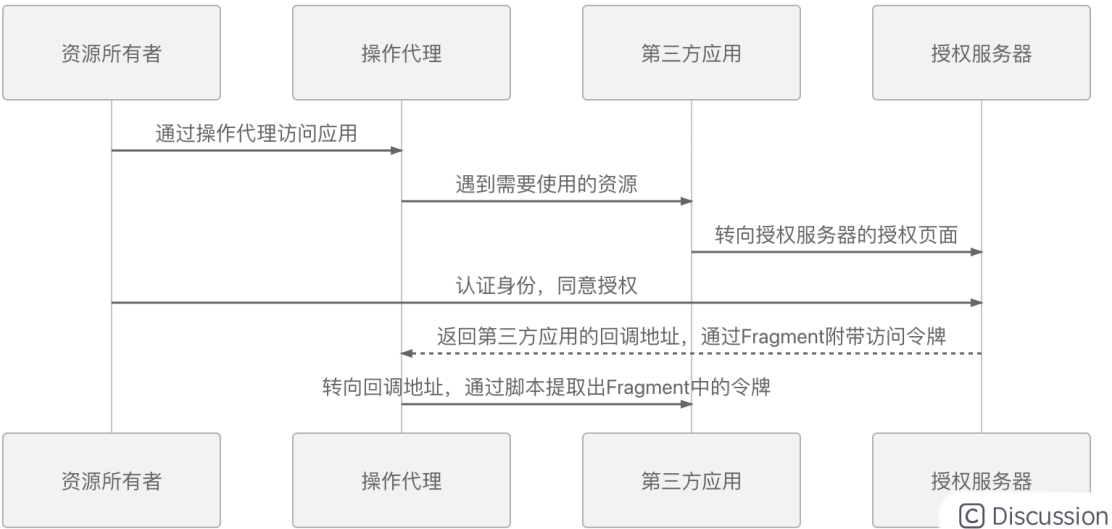 资源所有者
操作代理
第三方应用
授权服务器
通过操作代理访问应用
遇到需要使用的资源
转向授权服务器的授权页面
认证身份，同意授权
返回第三方应用的回调地址，通过Fragment附带访问令牌
转向回调地址，通过脚本提取出Fragment中的令牌
资源所有者
操作代理
第三方应用
授权服务器
C Discussion